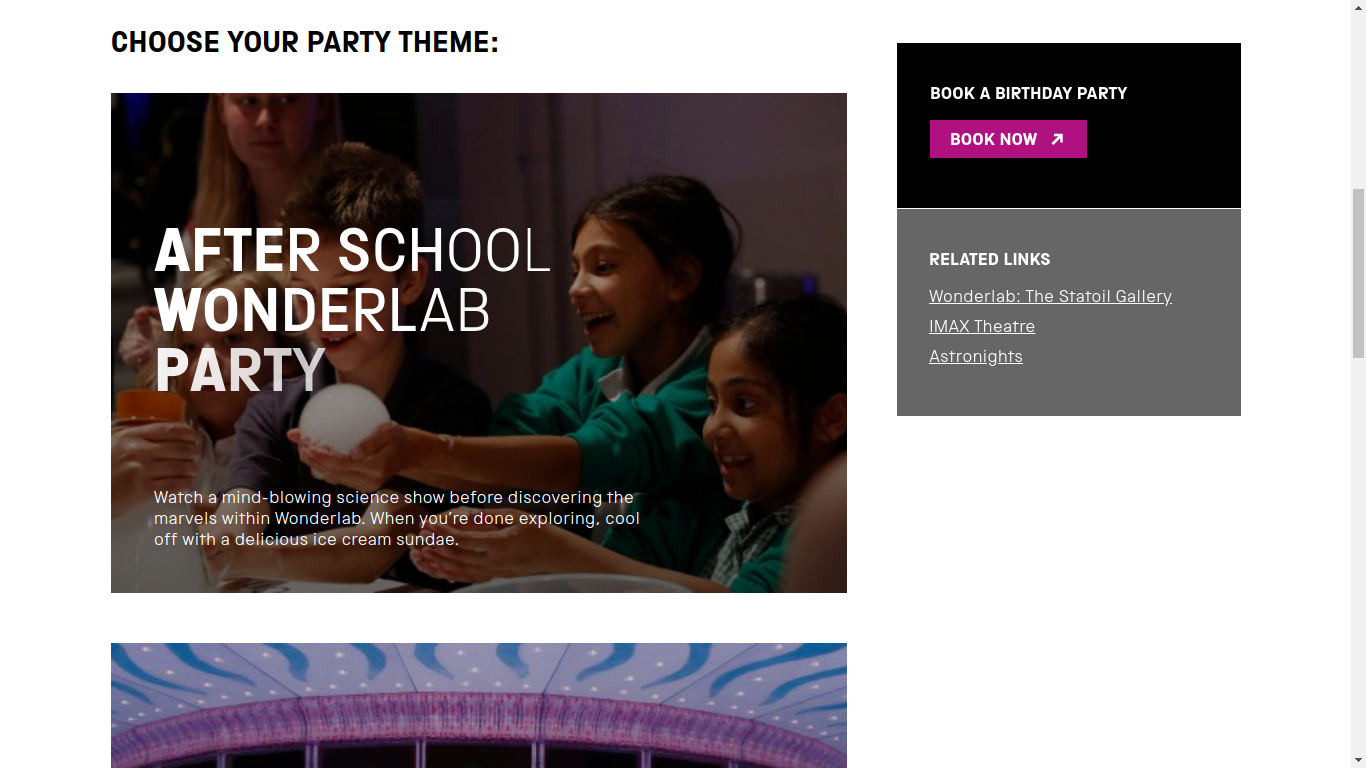 CHOOSE YOUR PARTY THEME:
AFTER SCHOOL
WONDERLAB
PARTY
Watch a mind-blowing science show before discovering the
marvels within Wonderlab. When you're done exploring, cool
off with a delicious ice cream sundae.
BOOK A BIRTHDAY PARTY
BOOK NOW
RELATED LINKS
Wonderlab: The Statoil Gallery
IMAX Theatre
Astronights